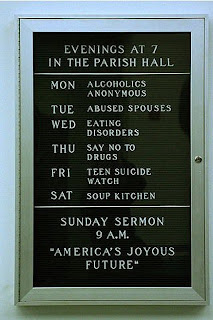 EVENINGS AT 7
IN THE PARISH HALL
MON ALCOHOLICS
ANONYMOUS
TUE ABUSED SPOUSES
WED EATING
DISORDERS
THU SAY NO TO
DRUGS
FRI TEEN SUICIDE
WATCH
SAT SOUP KITCHEN
SUNDAY SERMON
9 A.M.
"AMERICA'S JOYOUS
FUTURE"